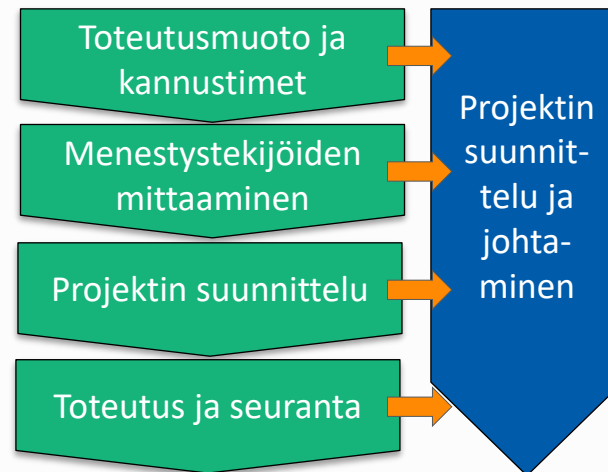 Toteutusmuoto ja
kannustimet
Menestystekijöiden
mittaaminen
Projektin suunnittelu
Toteutus ja seuranta
Projektin
suunnit-
telu ja
johta-
minen